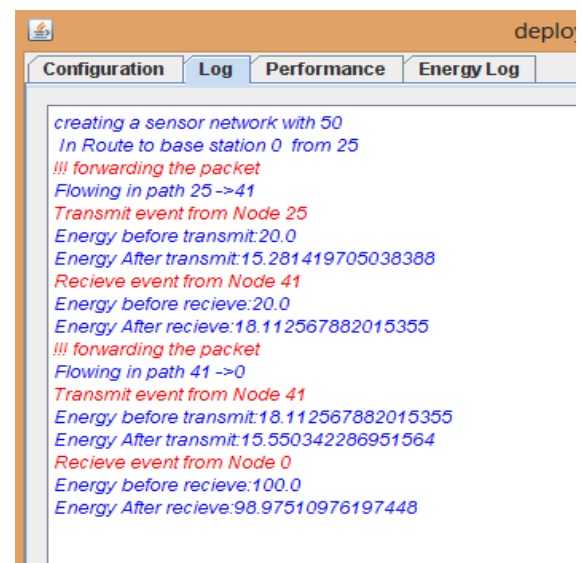 deploy
Configuration Log Performance Energy Log
creating a sensor network with 50
In Route to base station 0 from 25
!!! forwarding the packet
Flowing in path 25 ->41
Transmit event from Node 25
Energy before transmit:20.0
Energy After transmit:15.281419705038388
Recieve event from Node 41
Energy before recieve:20.0
Energy After recieve:18.112567882015355
!!! forwarding the packet
Flowing in path 41 ->0
Transmit event from Node 41
Energy before transmit:18.112567882015355
Energy After transmit:15.550342286951564
Recieve event from Node 0
Energy before recieve:100.0
Energy After recieve:98.97510976197448